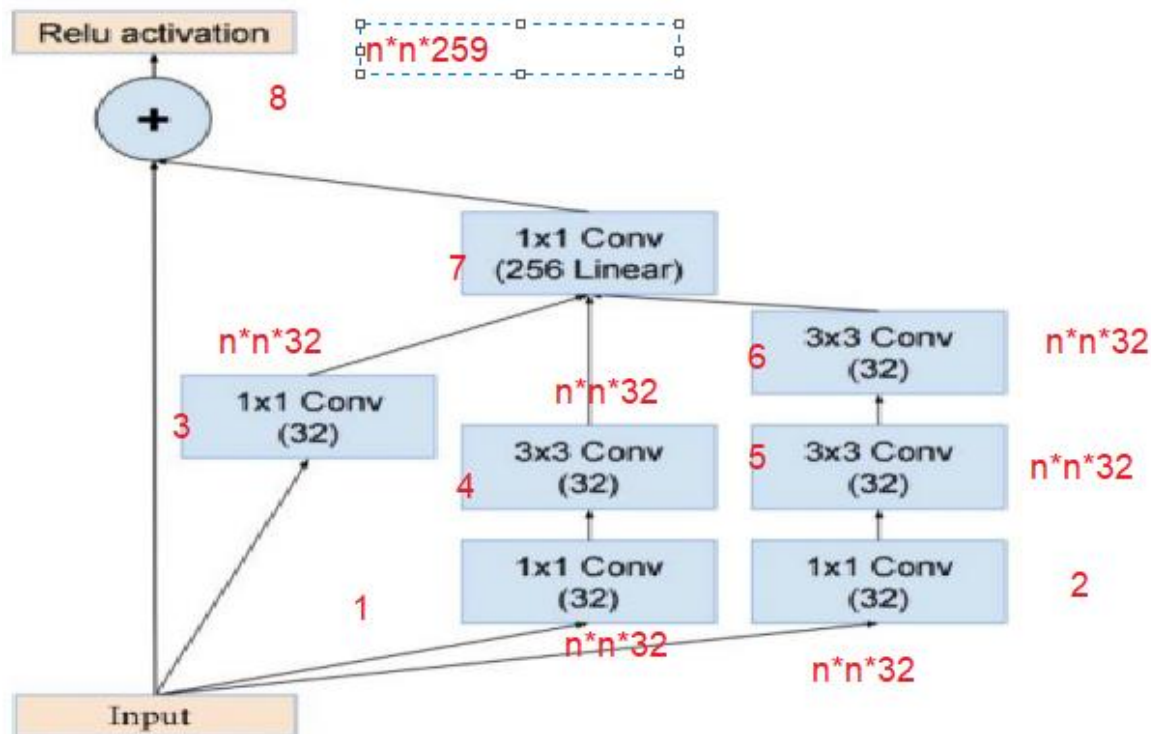 Relu activation
n*n*259
8
+
1x1 Conv
(256 Linear)
7
n*n*32
3x3 Conv
(32)
6
n*n*32
1x1 Conv
(32)
3
n*n*32
3x3 Conv
(32)
4
3x3 Conv
(32)
5
n*n*32
1x1 Conv
(32)
1
1x1 Conv
(32)
2
n*n*32
n*n*32
Input